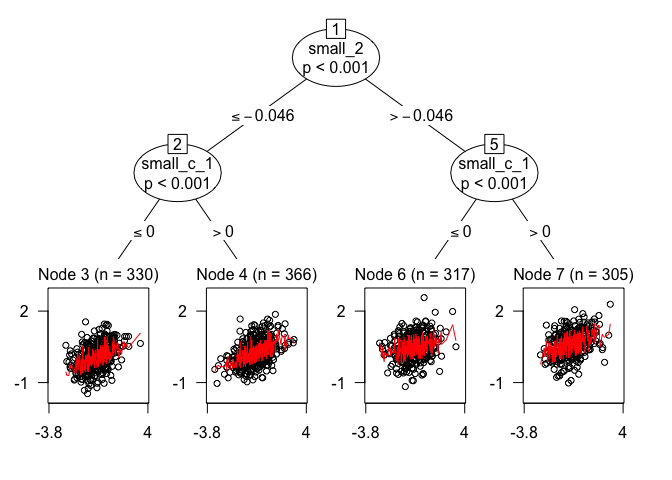 1
small_2
p < 0.001
≤ −0.046
> −0.046
2
small_c_1
p < 0.001
5
small_c_1
p < 0.001
≤ 0
> 0
≤ 0
> 0
Node 3 (n = 330)
Node 4 (n = 366)
Node 6 (n = 317)
Node 7 (n = 305)
2
-1
-3.8
4
2
-1
-3.8
4
2
-1
-3.8
4
2
-1
-3.8
4